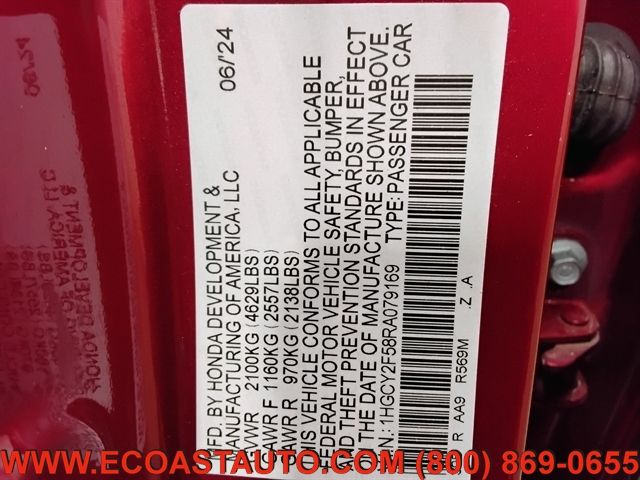 MFD. BY HONDA DEVELOPMENT & 06/'24
MANUFACTURING OF AMERICA, LLC
GVWR 2100KG (4629LBS)
GAWR F 1160KG (2557LBS)
GAWR R 970KG (2138LBS)
THIS VEHICLE CONFORMS TO ALL APPLICABLE
FEDERAL MOTOR VEHICLE SAFETY, BUMPER,
AND THEFT PREVENTION STANDARDS IN EFFECT
ON THE DATE OF MANUFACTURE SHOWN ABOVE.
V.I.N.: 1HGCY2F58RA079169 TYPE: PASSENGER CAR
R AA9 R569M .Z .A
WWW.ECOASTAUTO.COM (800) 869-0655